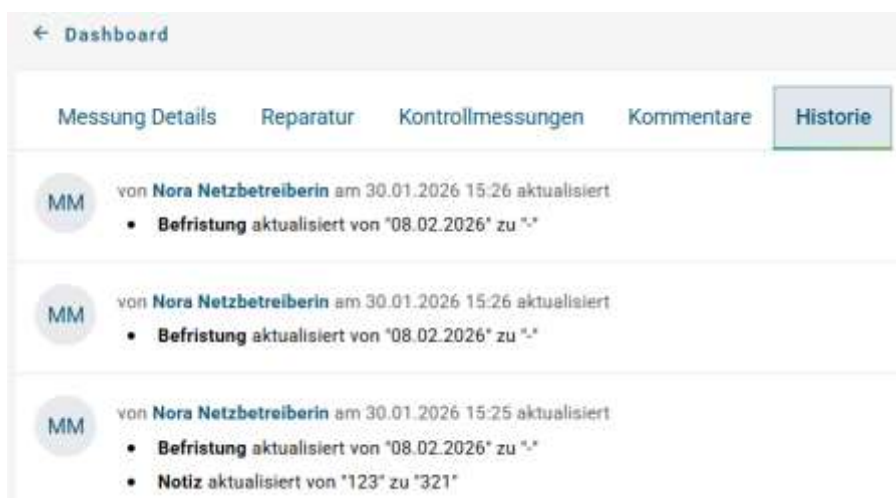 ← Dashboard
Messung Details Reparatur Kontrollmessungen Kommentare Historie
MM von Nora Netzbetreiberin am 30.01.2026 15:26 aktualisiert
• Befristung aktualisiert von "08.02.2026" zu "-"
MM von Nora Netzbetreiberin am 30.01.2026 15:26 aktualisiert
• Befristung aktualisiert von "08.02.2026" zu "-"
MM von Nora Netzbetreiberin am 30.01.2026 15:25 aktualisiert
• Befristung aktualisiert von "08.02.2026" zu "-"
• Notiz aktualisiert von "123" zu "321"